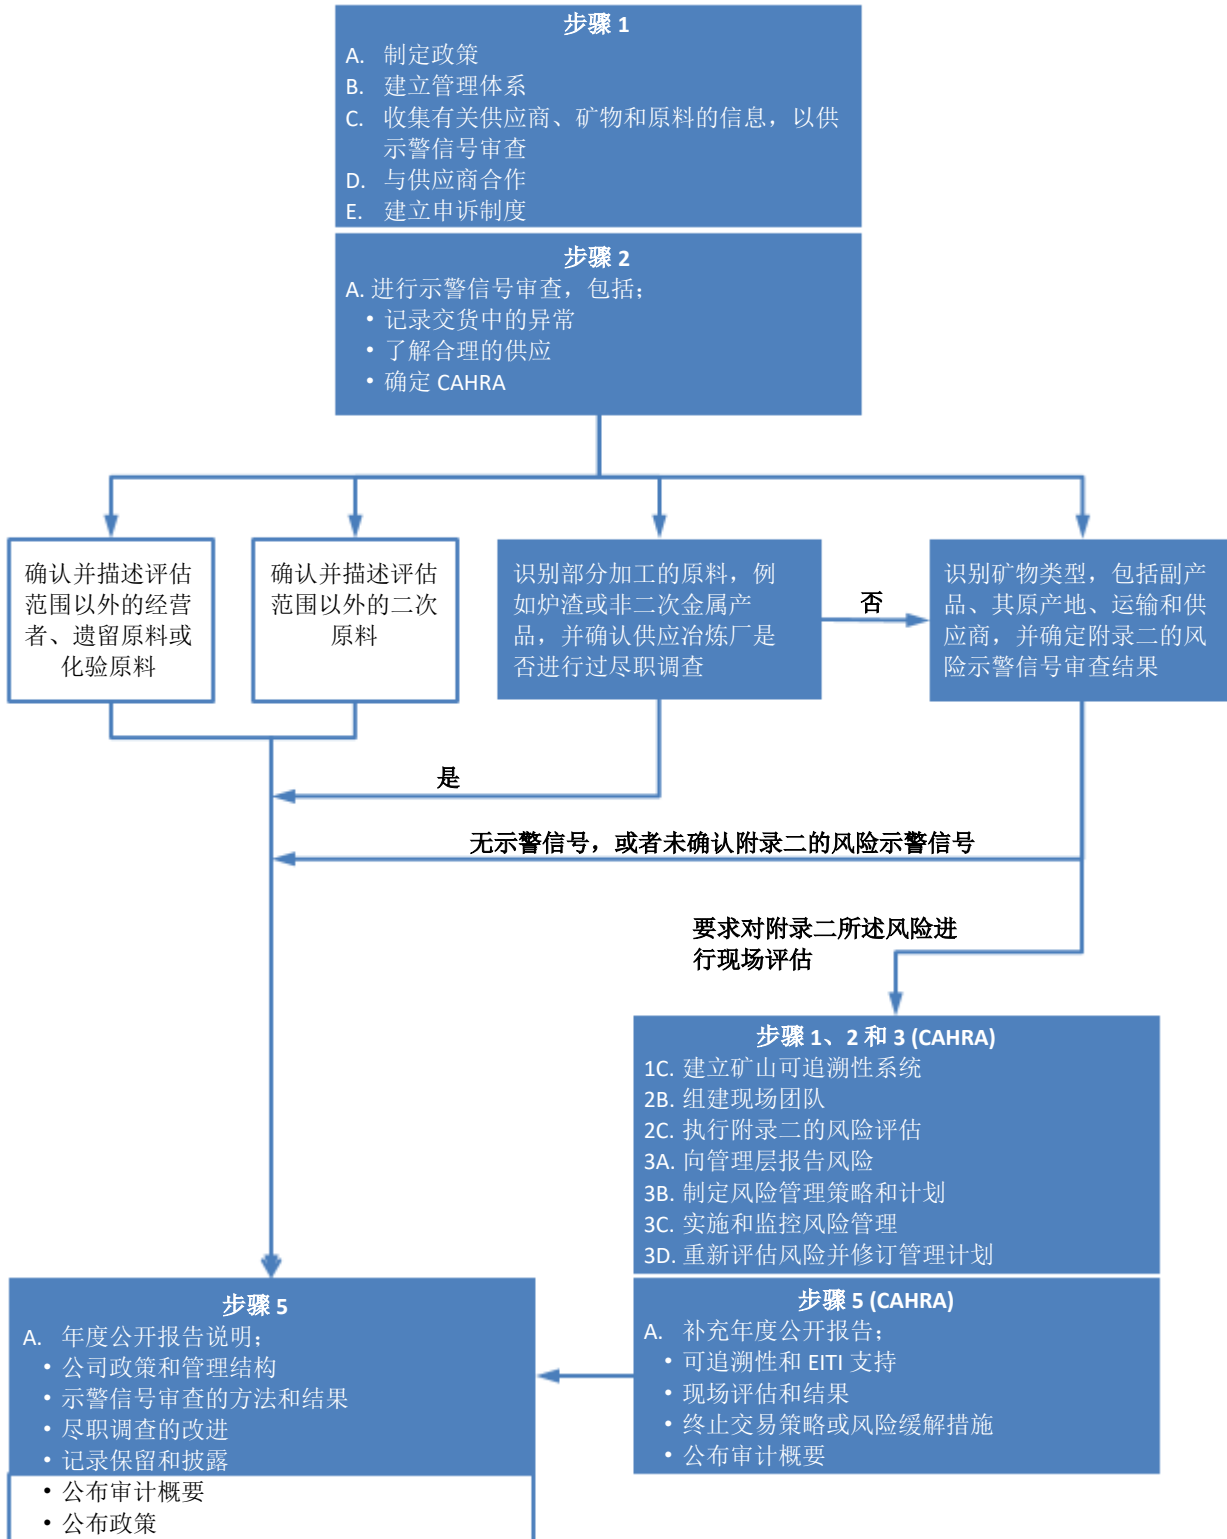 步骤 1
A. 制定政策
B. 建立管理体系
C. 收集有关供应商、矿物和原料的信息，以供
示警信号审查
D. 与供应商合作
E. 建立申诉制度
步骤 2
A. 进行示警信号审查，包括；
• 记录交货中的异常
• 了解合理的供应
• 确定 CAHRA
确认并描述评估
范围以外的经营
者、遗留原料或
化验原料
确认并描述评估
范围以外的二次
原料
识别部分加工的原料，例
如炉渣或非二次金属产
品，并确认供应冶炼厂是
否进行过尽职调查
否
识别矿物类型，包括副产
品、其原产地、运输和供
应商，并确定附录二的风
险示警信号审查结果
是
无示警信号，或者未确认附录二的风险示警信号
要求对附录二所述风险进
行现场评估
步骤 1、2 和 3 (CAHRA)
1C. 建立矿山可追溯性系统
2B. 组建现场团队
2C. 执行附录二的风险评估
3A. 向管理层报告风险
3B. 制定风险管理策略和计划
3C. 实施和监控风险管理
3D. 重新评估风险并修订管理计划
步骤 5
A. 年度公开报告说明；
• 公司政策和管理结构
• 示警信号审查的方法和结果
• 尽职调查的改进
• 记录保留和披露
• 公布审计概要
• 公布政策
步骤 5 (CAHRA)
A. 补充年度公开报告；
• 可追溯性和 EITI 支持
• 现场评估和结果
• 终止交易策略或风险缓解措施
• 公布审计概要